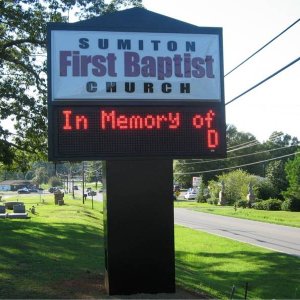 SUMITON
First Baptist
CHURCH
In Memory of
D